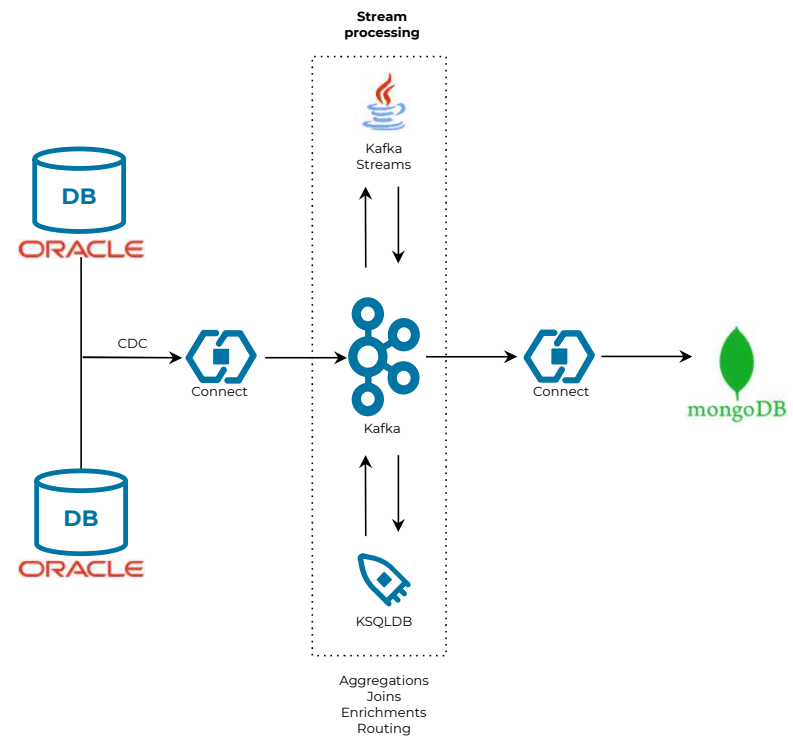 Stream
processing
Kafka
Streams
DB
ORACLE
CDC
Connect
Kafka
Connect
mongoDB
DB
ORACLE
KSQLDB
Aggregations
Joins
Enrichments
Routing